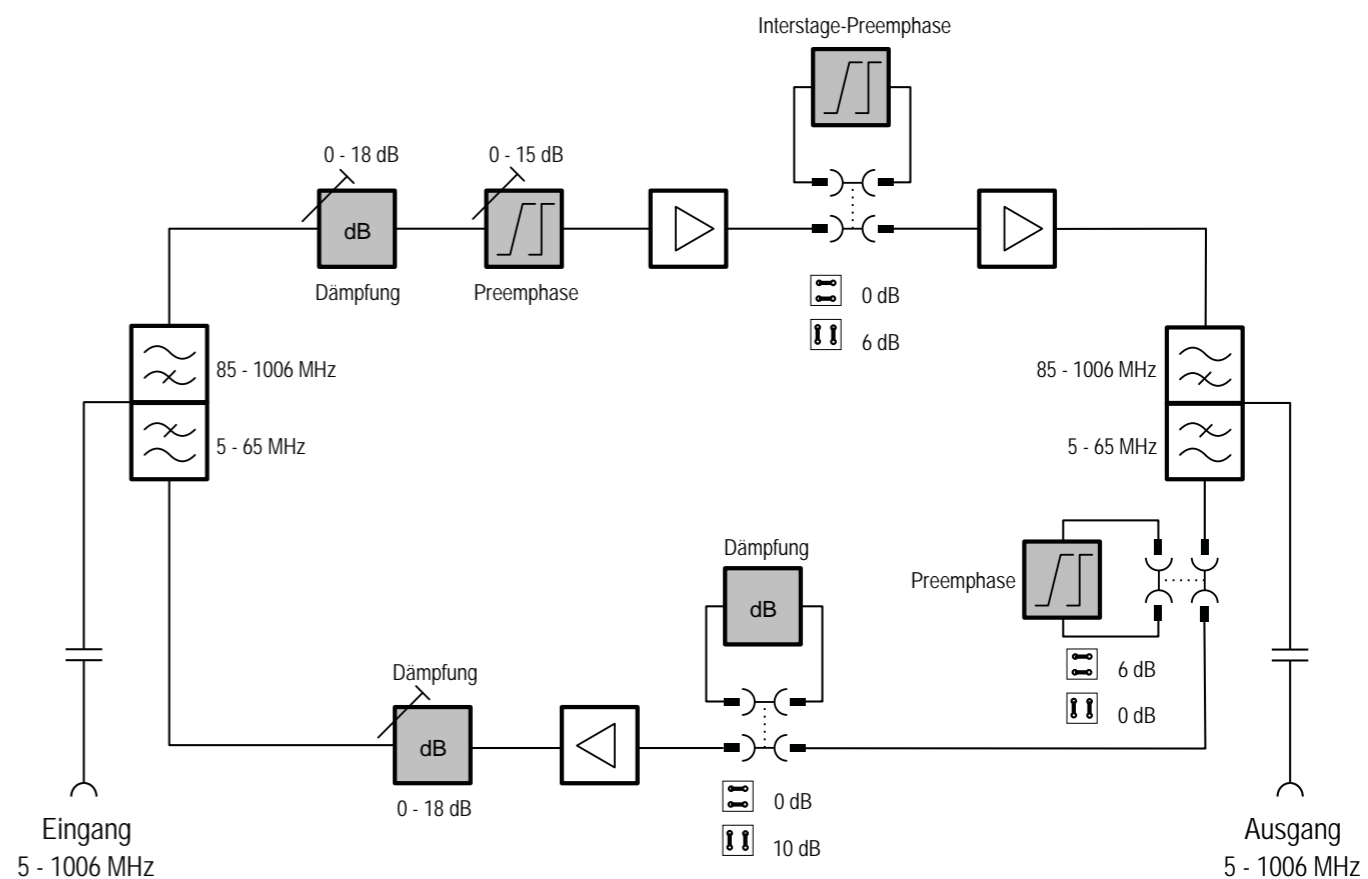 Interstage-Preemphase
0 - 18 dB
0 - 15 dB
dB
Dämpfung
Preemphase
0 dB
6 dB
85 - 1006 MHz
5 - 65 MHz
85 - 1006 MHz
5 - 65 MHz
Dämpfung
dB
Preemphase
6 dB
0 dB
Dämpfung
dB
0 - 18 dB
0 dB
10 dB
Eingang
5 - 1006 MHz
Ausgang
5 - 1006 MHz